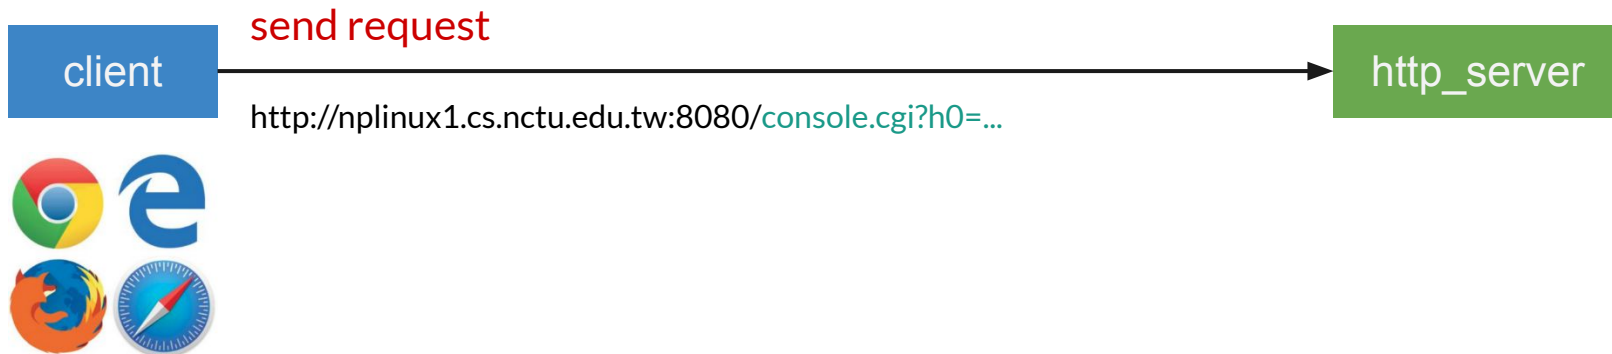 send request
client
http_server
http://nplinux1.cs.nctu.edu.tw:8080/console.cgi?h0=...